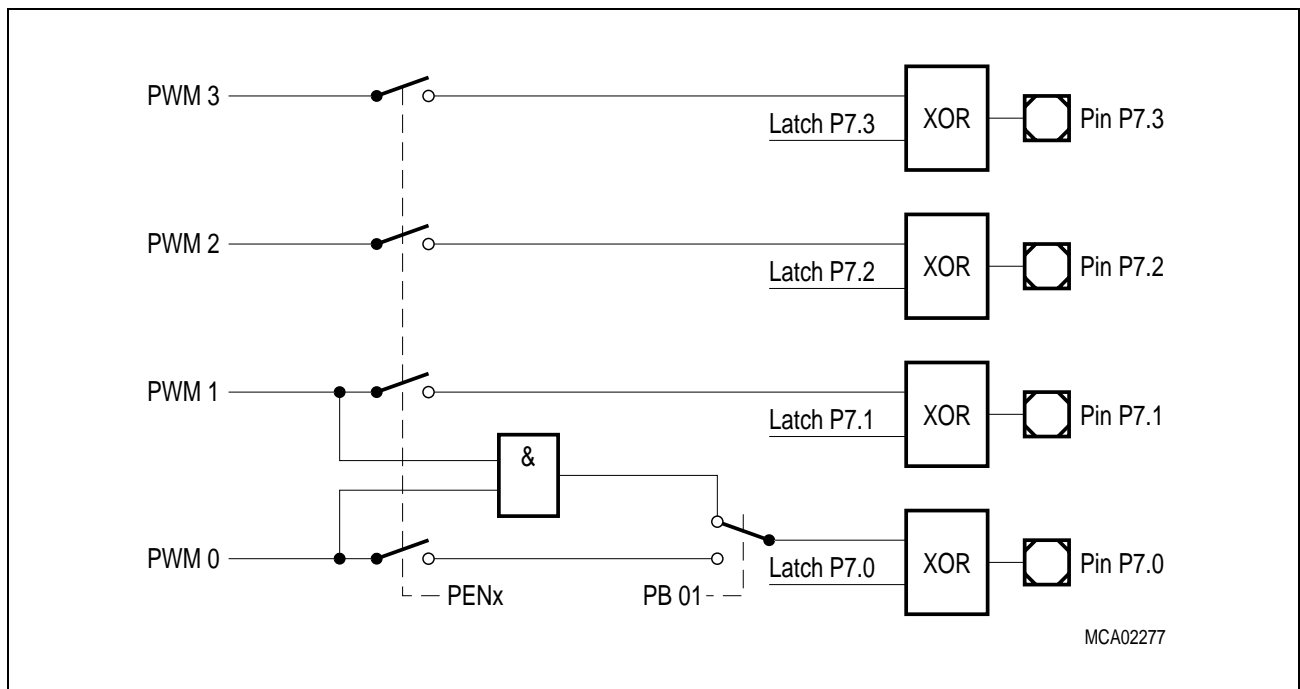 PWM 3
Latch P7.3
XOR
Pin P7.3
PWM 2
Latch P7.2
XOR
Pin P7.2
PWM 1
Latch P7.1
XOR
Pin P7.1
&
PWM 0
Latch P7.0
XOR
Pin P7.0
PENx
PB 01
MCA02277